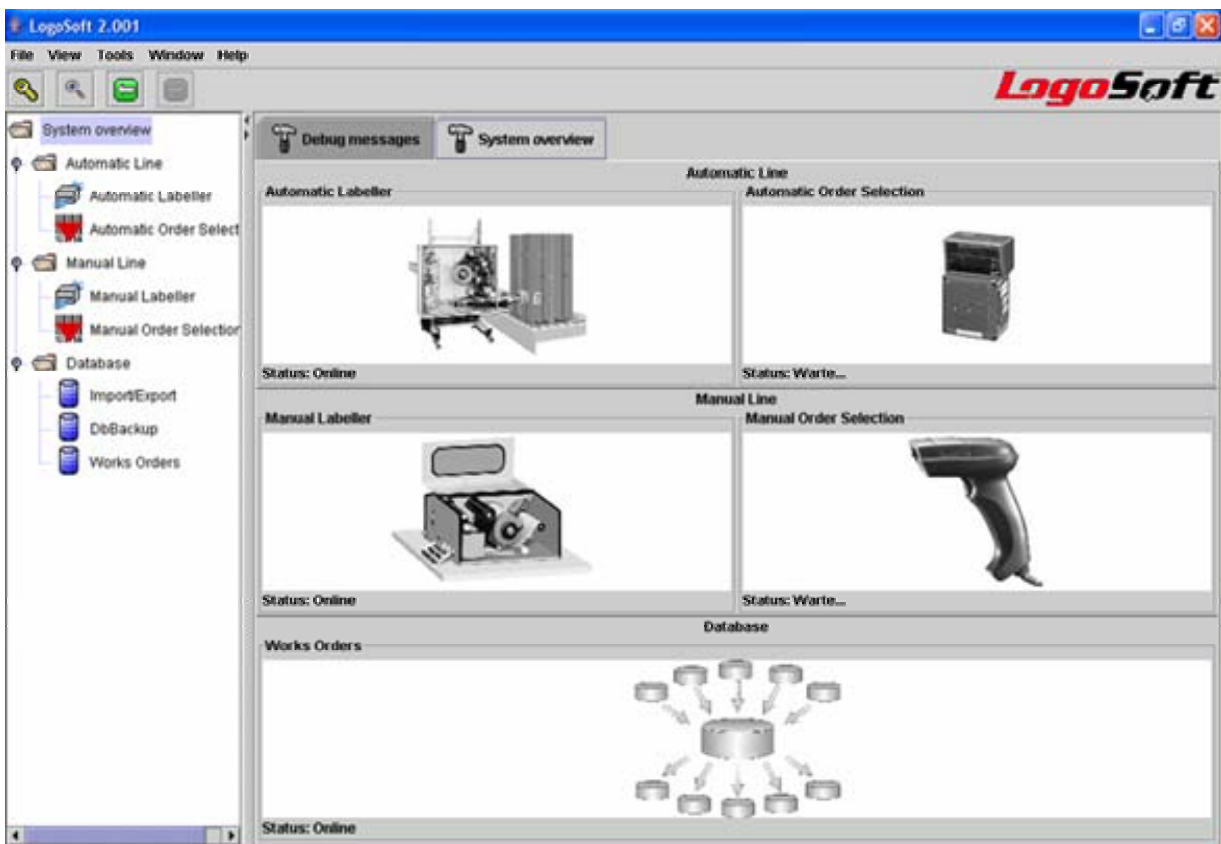 LogoSoft 2.001
File View Tools Window Help
LogoSoft
System overview
Automatic Line
Automatic Labeller
Automatic Order Select
Manual Line
Manual Labeller
Manual Order Selection
Database
Import/Export
DbBackup
Works Orders
Debug messages
System overview
Automatic Line
Automatic Labeller
Automatic Order Selection
Status: Online
Status: Warte...
Manual Line
Manual Labeller
Manual Order Selection
Status: Online
Status: Warte...
Database
Works Orders
Status: Online